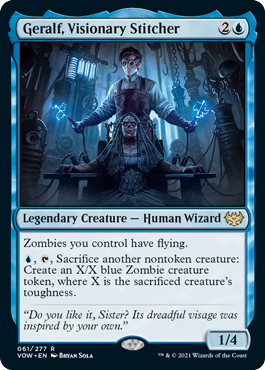 Geralf, Visionary Stitcher 2
Legendary Creature — Human Wizard
Zombies you control have flying.
, , Sacrifice another nontoken creature:
Create an X/X blue Zombie creature
token, where X is the sacrificed creature's
toughness.
"Do you like it, Sister? Its dreadful visage was
inspired by your own."
1/4
061/277 R
VOW • EN BRYAN SOLA
™ & © 2021 Wizards of the Coast